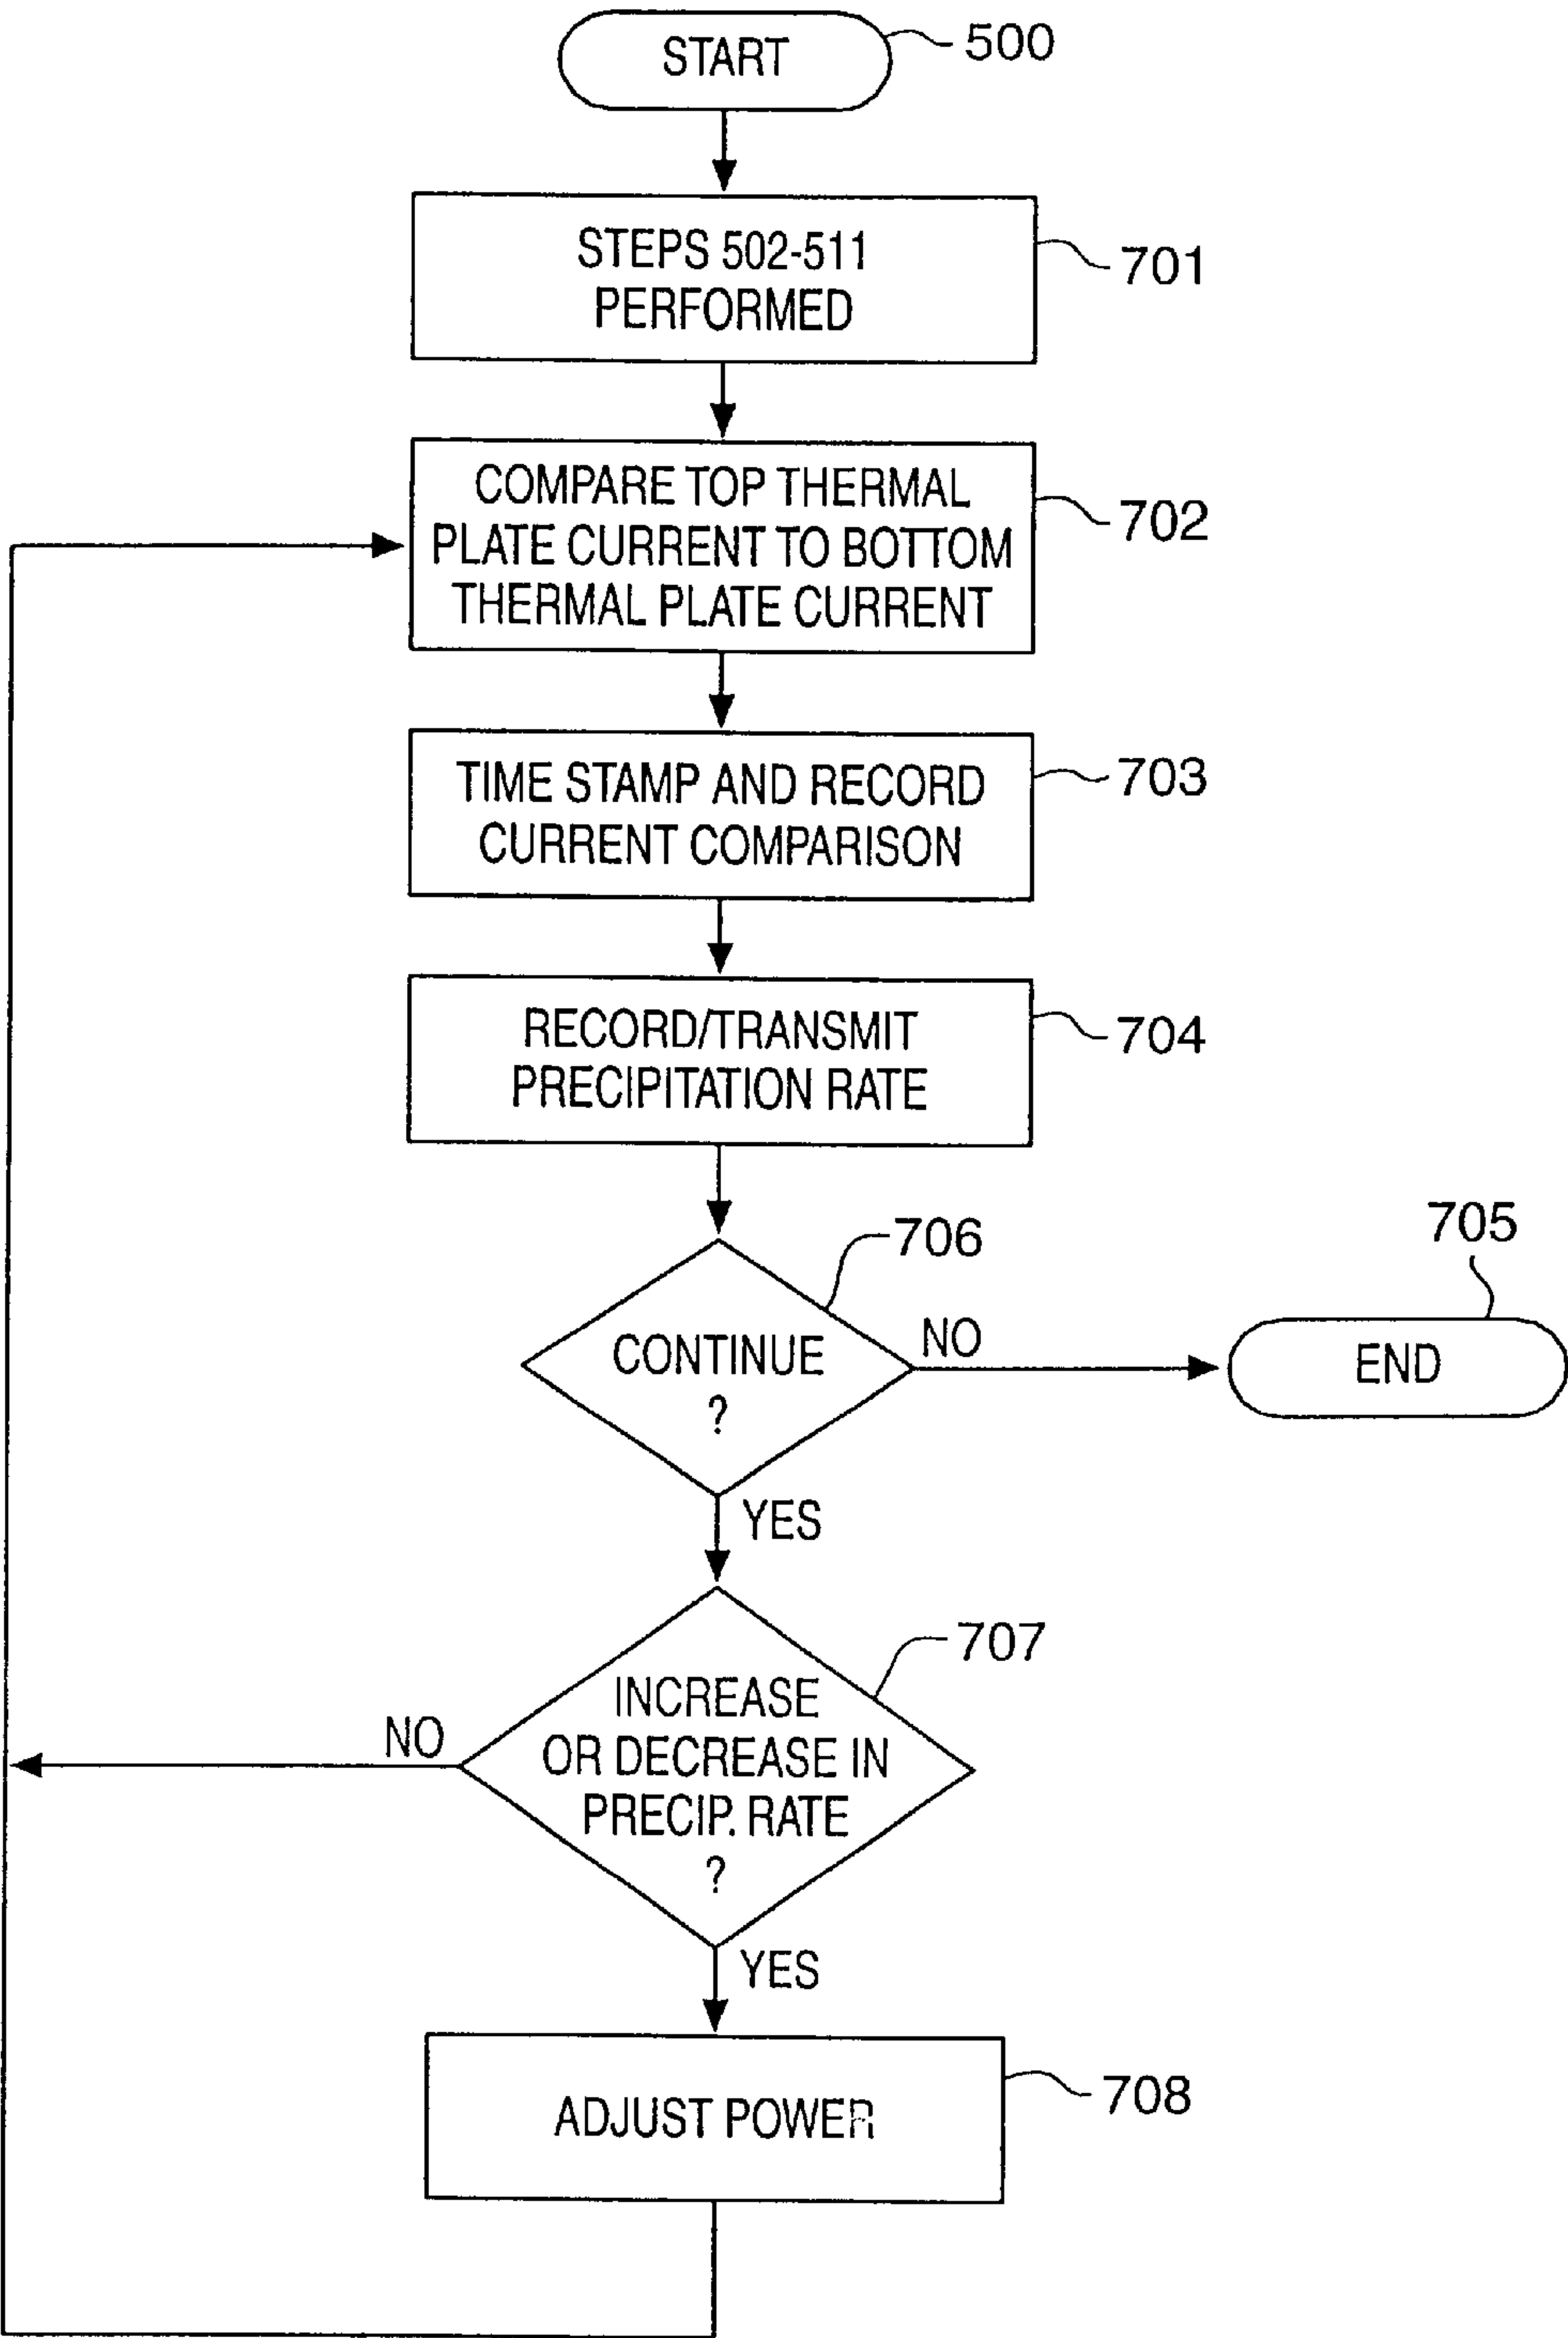 START
500
STEPS 502-511
PERFORMED
701
COMPARE TOP THERMAL
PLATE CURRENT TO BOTTOM
THERMAL PLATE CURRENT
702
TIME STAMP AND RECORD
CURRENT COMPARISON
703
RECORD/TRANSMIT
PRECIPITATION RATE
704
706
CONTINUE
?
NO
705
END
YES
707
INCREASE
OR DECREASE IN
PRECIP. RATE
?
NO
YES
ADJUST POWER
708